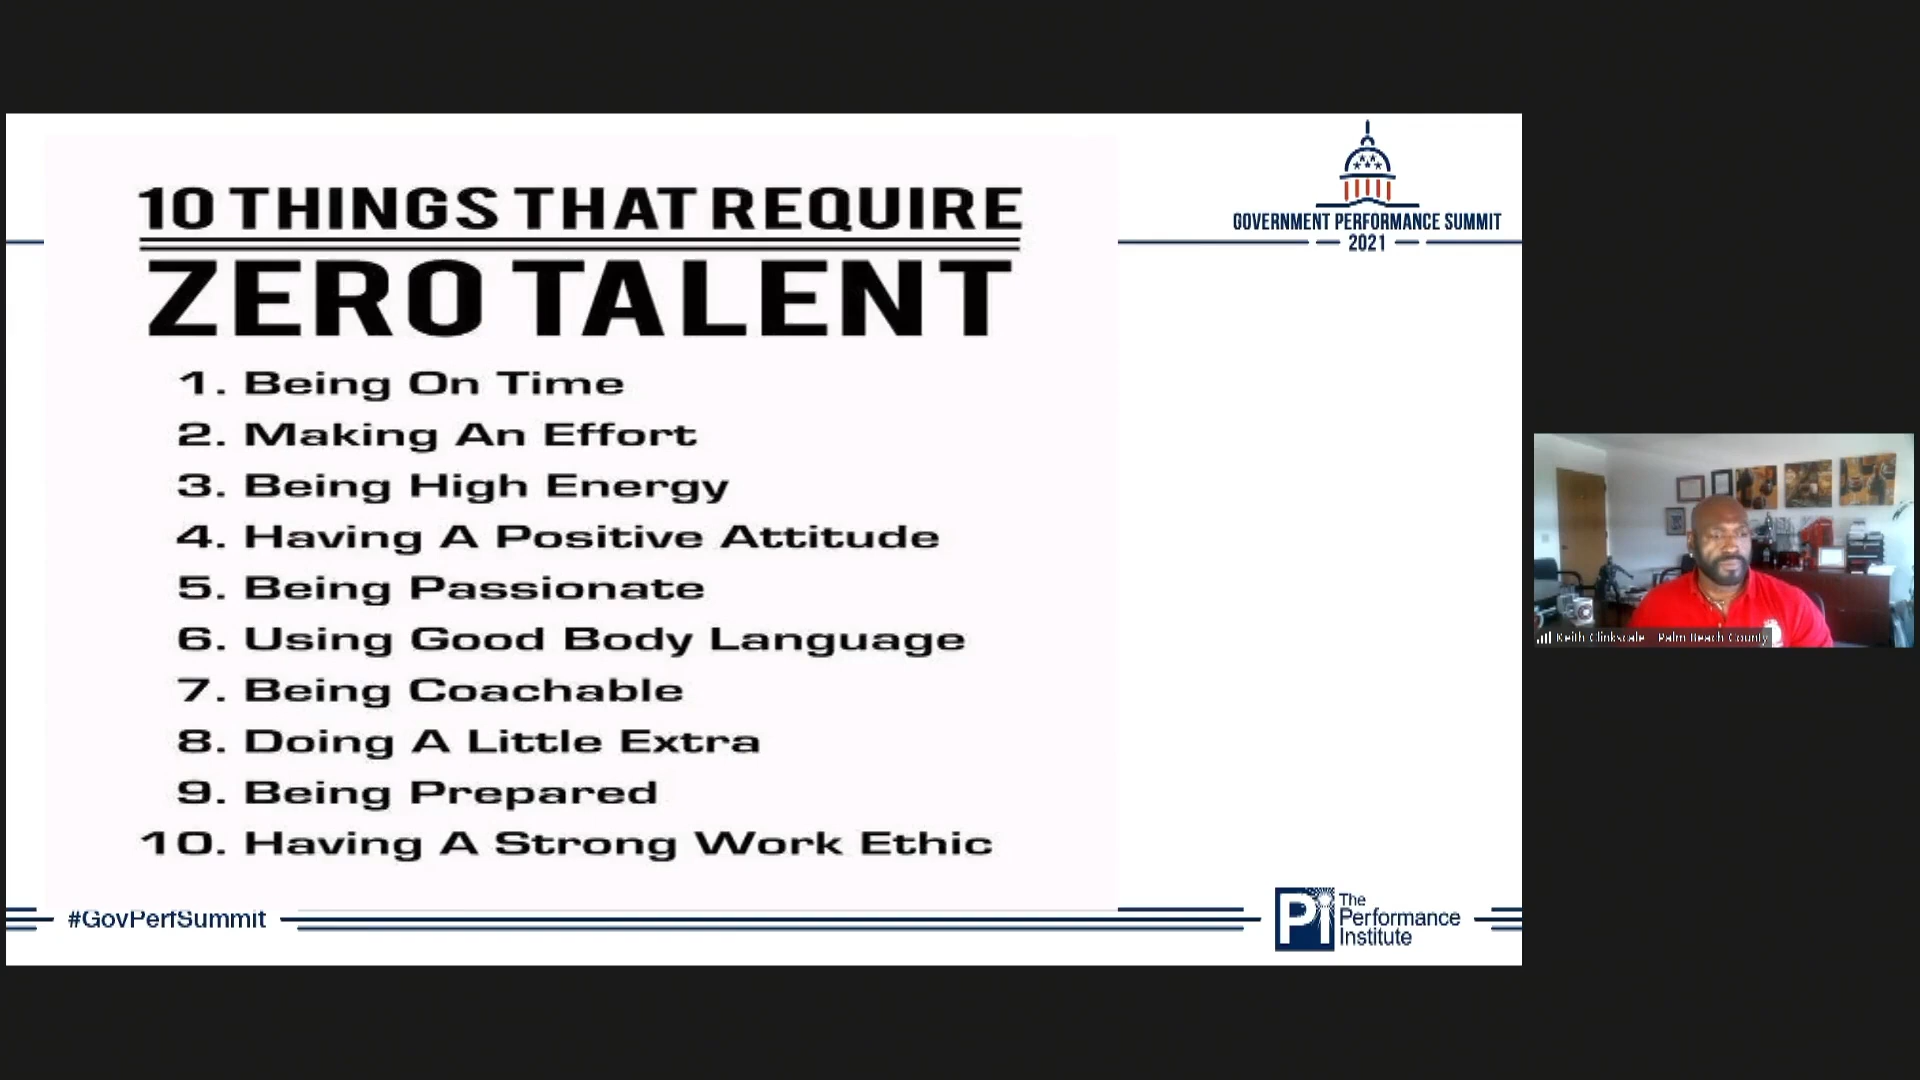 10 THINGS THAT REQUIRE
ZERO TALENT
1. Being On Time
2. Making An Effort
3. Being High Energy
4. Having A Positive Attitude
5. Being Passionate
6. Using Good Body Language
7. Being Coachable
8. Doing A Little Extra
9. Being Prepared
10. Having A Strong Work Ethic
GOVERNMENT PERFORMANCE SUMMIT
2021
#GovPerfSummit
Pi
The
Performance
Institute
Keith Clinkscale - Palm Beach County